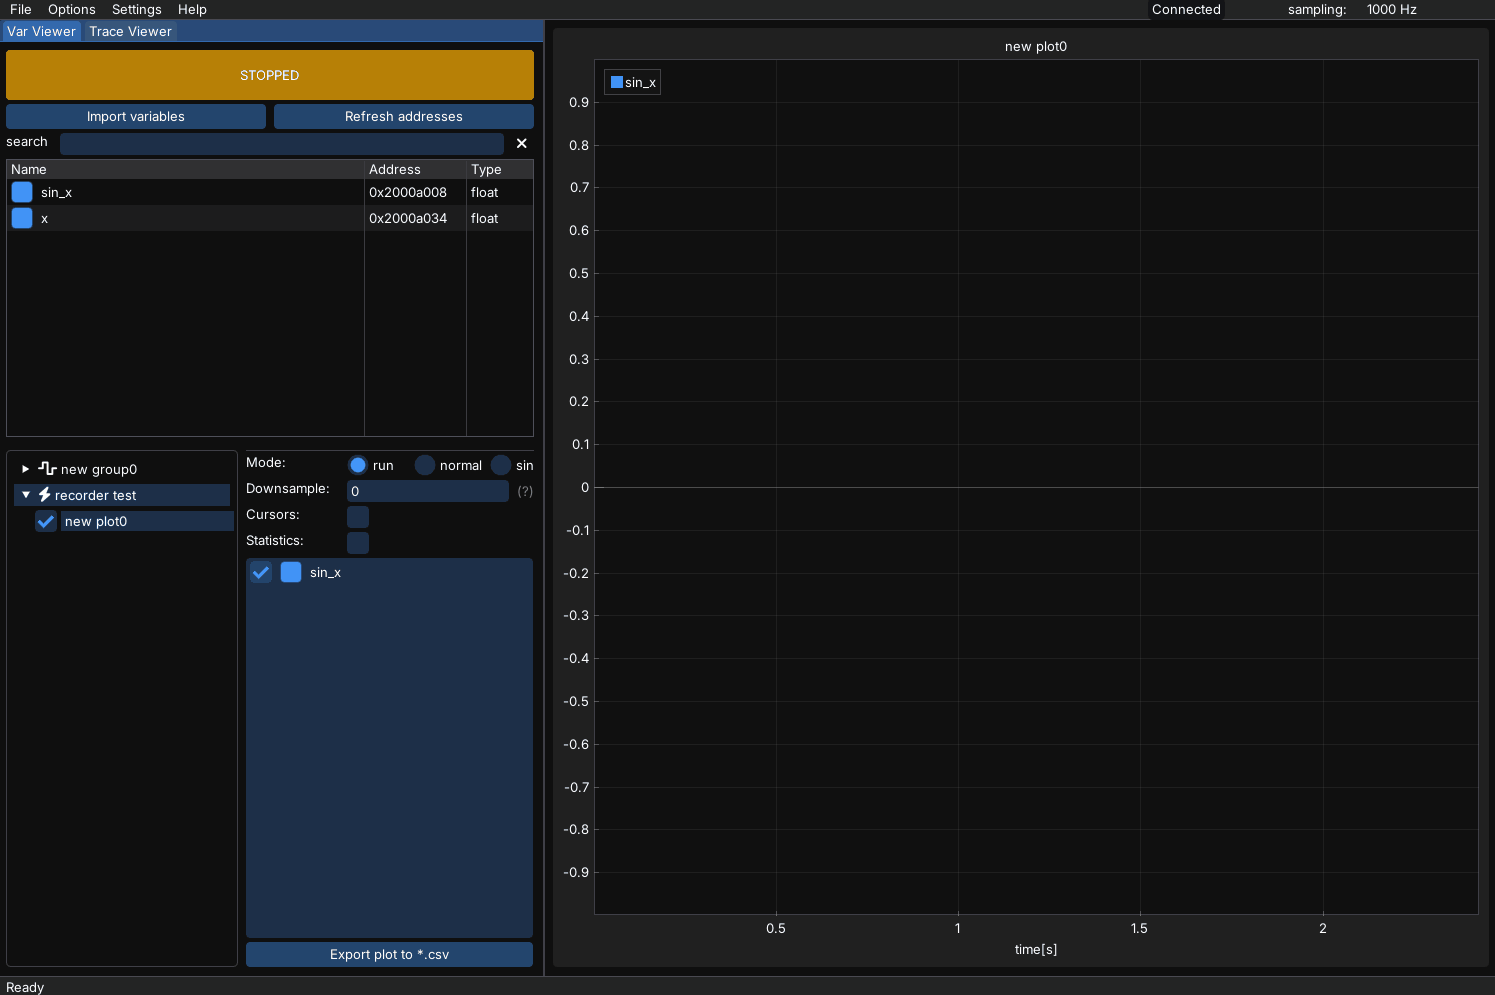 File Options Settings Help Connected sampling: 1000 Hz
Var Viewer Trace Viewer
STOPPED
Import variables Refresh addresses
search
Name Address Type
sin_x 0x2000a008 float
x 0x2000a034 float
new group0
recorder test
new plot0
Mode: run normal sin
Downsample: 0 (?)
Cursors:
Statistics:
sin_x
Export plot to *.csv
new plot0
sin_x
0.9
0.8
0.7
0.6
0.5
0.4
0.3
0.2
0.1
0
-0.1
-0.2
-0.3
-0.4
-0.5
-0.6
-0.7
-0.8
-0.9
0.5 1 1.5 2
time[s]
Ready